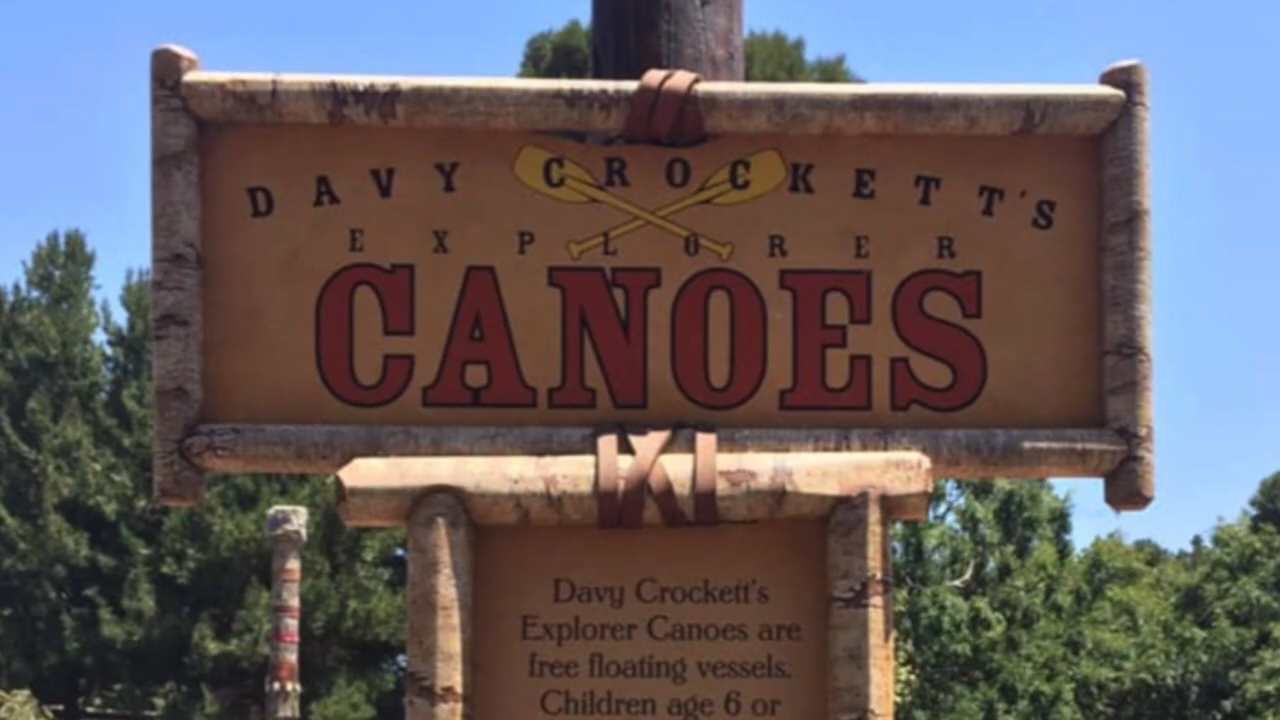 DAVY CROCKETT'S
EXPLORER
CANOES
Davy Crockett's
Explorer Canoes are
free floating vessels.
Children age 6 or